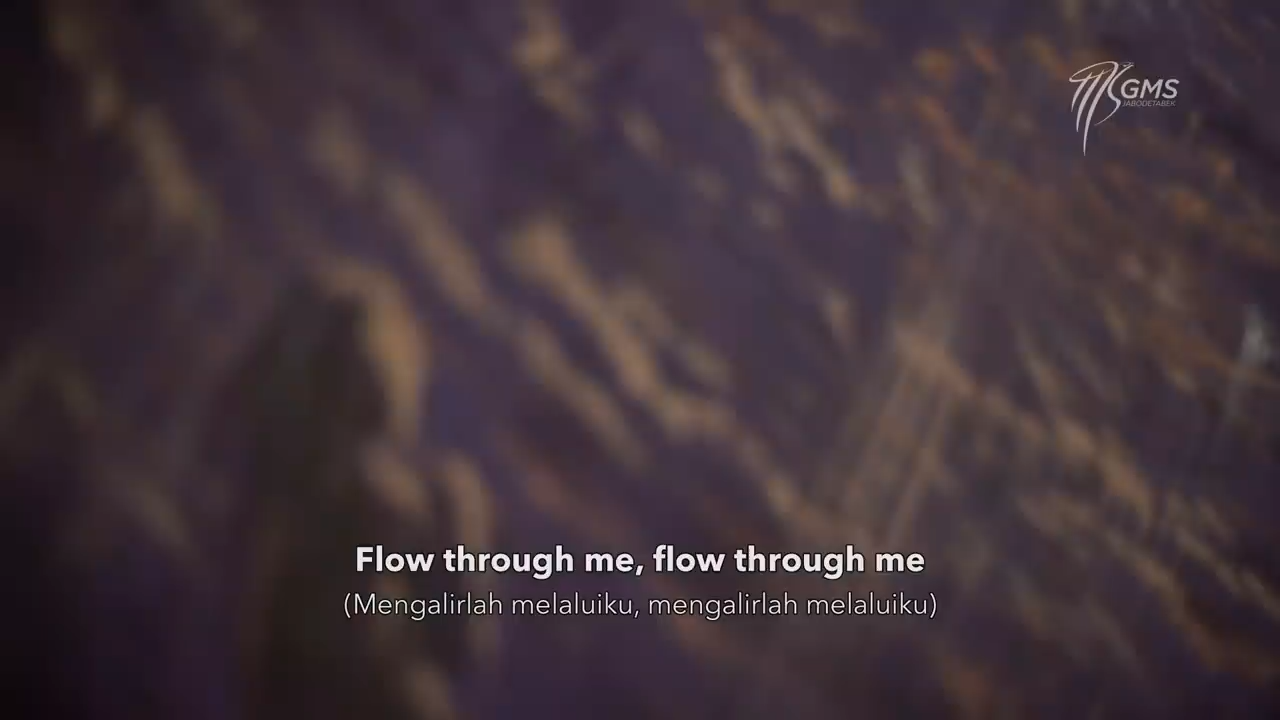 GMS
JABODETABEK
Flow through me, flow through me
(Mengalirlah melaluiku, mengalirlah melaluiku)